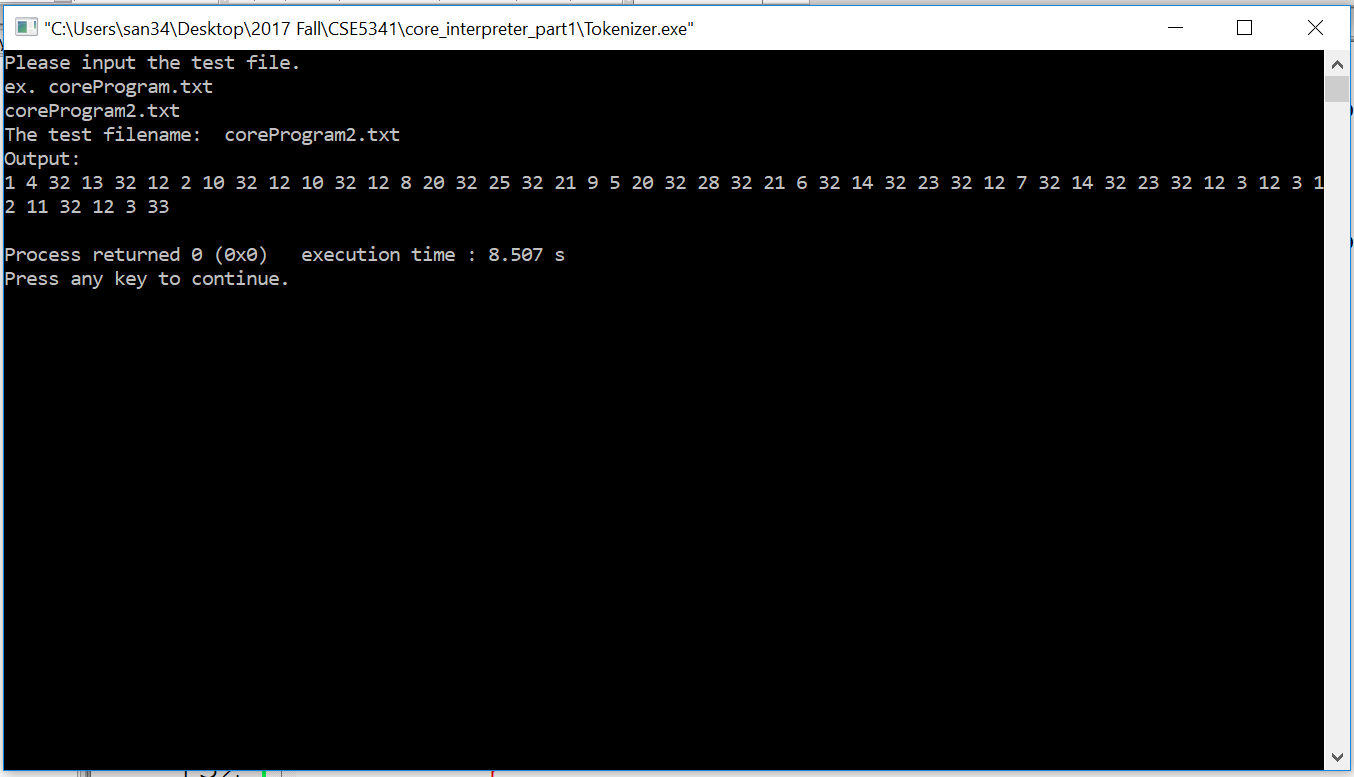 "C:\Users\san34\Desktop\2017 Fall\CSE5341\core_interpreter_part1\Tokenizer.exe"
Please input the test file.
ex. coreProgram.txt
coreProgram2.txt
The test filename:  coreProgram2.txt
Output:
1 4 32 13 32 12 2 10 32 12 10 32 12 8 20 32 25 32 21 9 5 20 32 28 32 21 6 32 14 32 23 32 12 7 32 14 32 23 32 12 3 12 3 1
2 11 32 12 3 33
Process returned 0 (0x0)   execution time : 8.507 s
Press any key to continue.